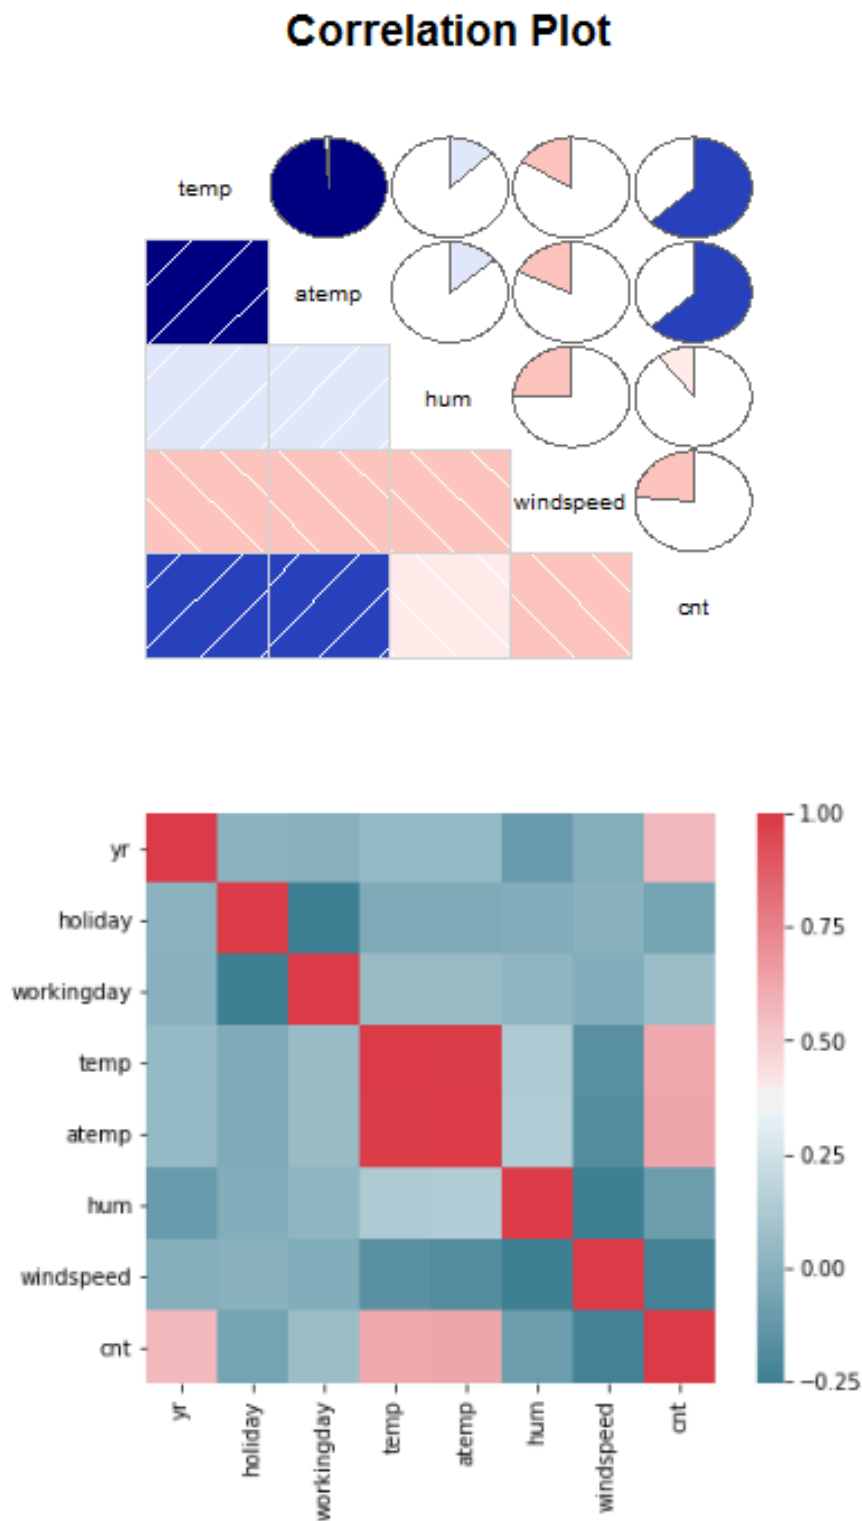 Correlation Plot
temp
atemp
hum
windspeed
cnt
1.00
yr
holiday
0.75
workingday
temp
0.50
atemp
0.25
hum
windspeed
0.00
cnt
−0.25
yr
holiday
workingday
temp
atemp
hum
windspeed
cnt